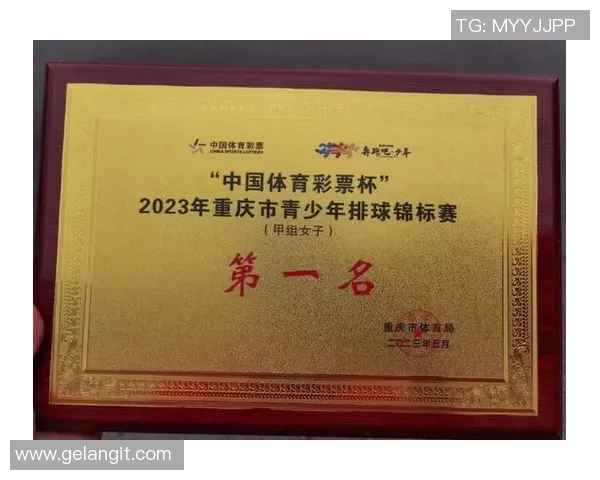 TG: MYYJJPP
中国体育彩票
CHINA SPORTS LOTTERY
奔跑吧·少年
“中国体育彩票杯”
2023年重庆市青少年排球锦标赛
（甲组女子）
第一名
重庆市体育局
二〇二三年五月
www.gelangit.com